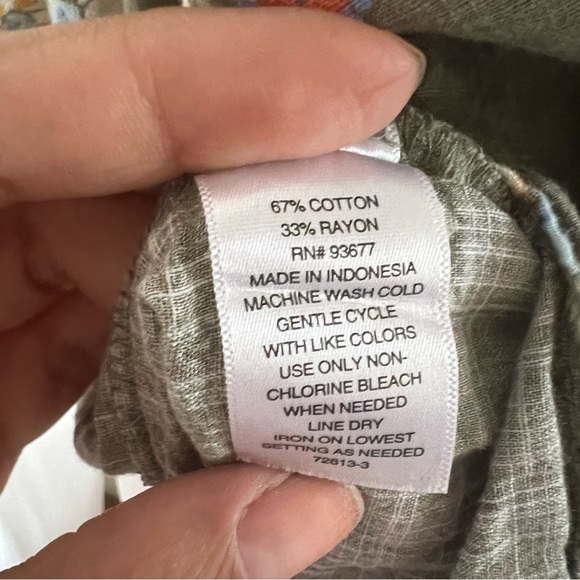 67% COTTON
33% RAYON
RN# 93677
MADE IN INDONESIA
MACHINE WASH COLD
GENTLE CYCLE
WITH LIKE COLORS
USE ONLY NON-
CHLORINE BLEACH
WHEN NEEDED
LINE DRY
IRON ON LOWEST
SETTING AS NEEDED
72613-3